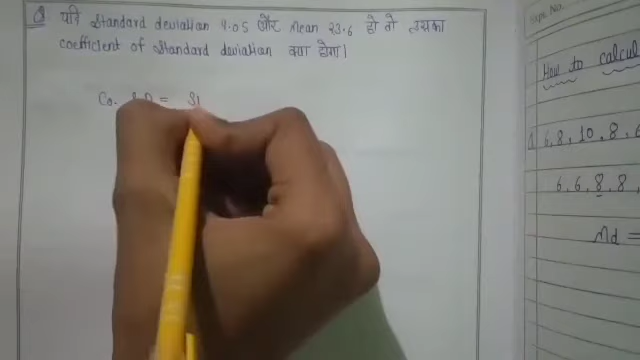 Q. यदि Standard deviation 4.05 और Mean 23.6 हो तो उसका
coefficient of Standard deviation क्या होगा।
Co. S.D =
How to calcul
6, 8, 10, 8, 6
6, 6, 8, 8,
Md =